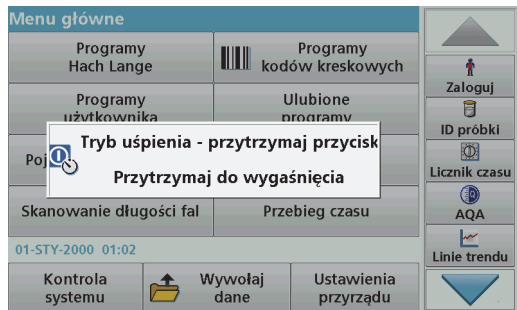 Menu główne
Programy
Hach Lange
Programy
kodów kreskowych
Programy
użytkownika
Ulubione
programy
Tryb uśpienia - przytrzymaj przycisk
Przytrzymaj do wygaśnięcia
Poj
Skanowanie długości fal
Przebieg czasu
01-STY-2000 01:02
Kontrola
systemu
Wywołaj
dane
Ustawienia
przyrządu
Zaloguj
ID próbki
Licznik czasu
AQA
Linie trendu